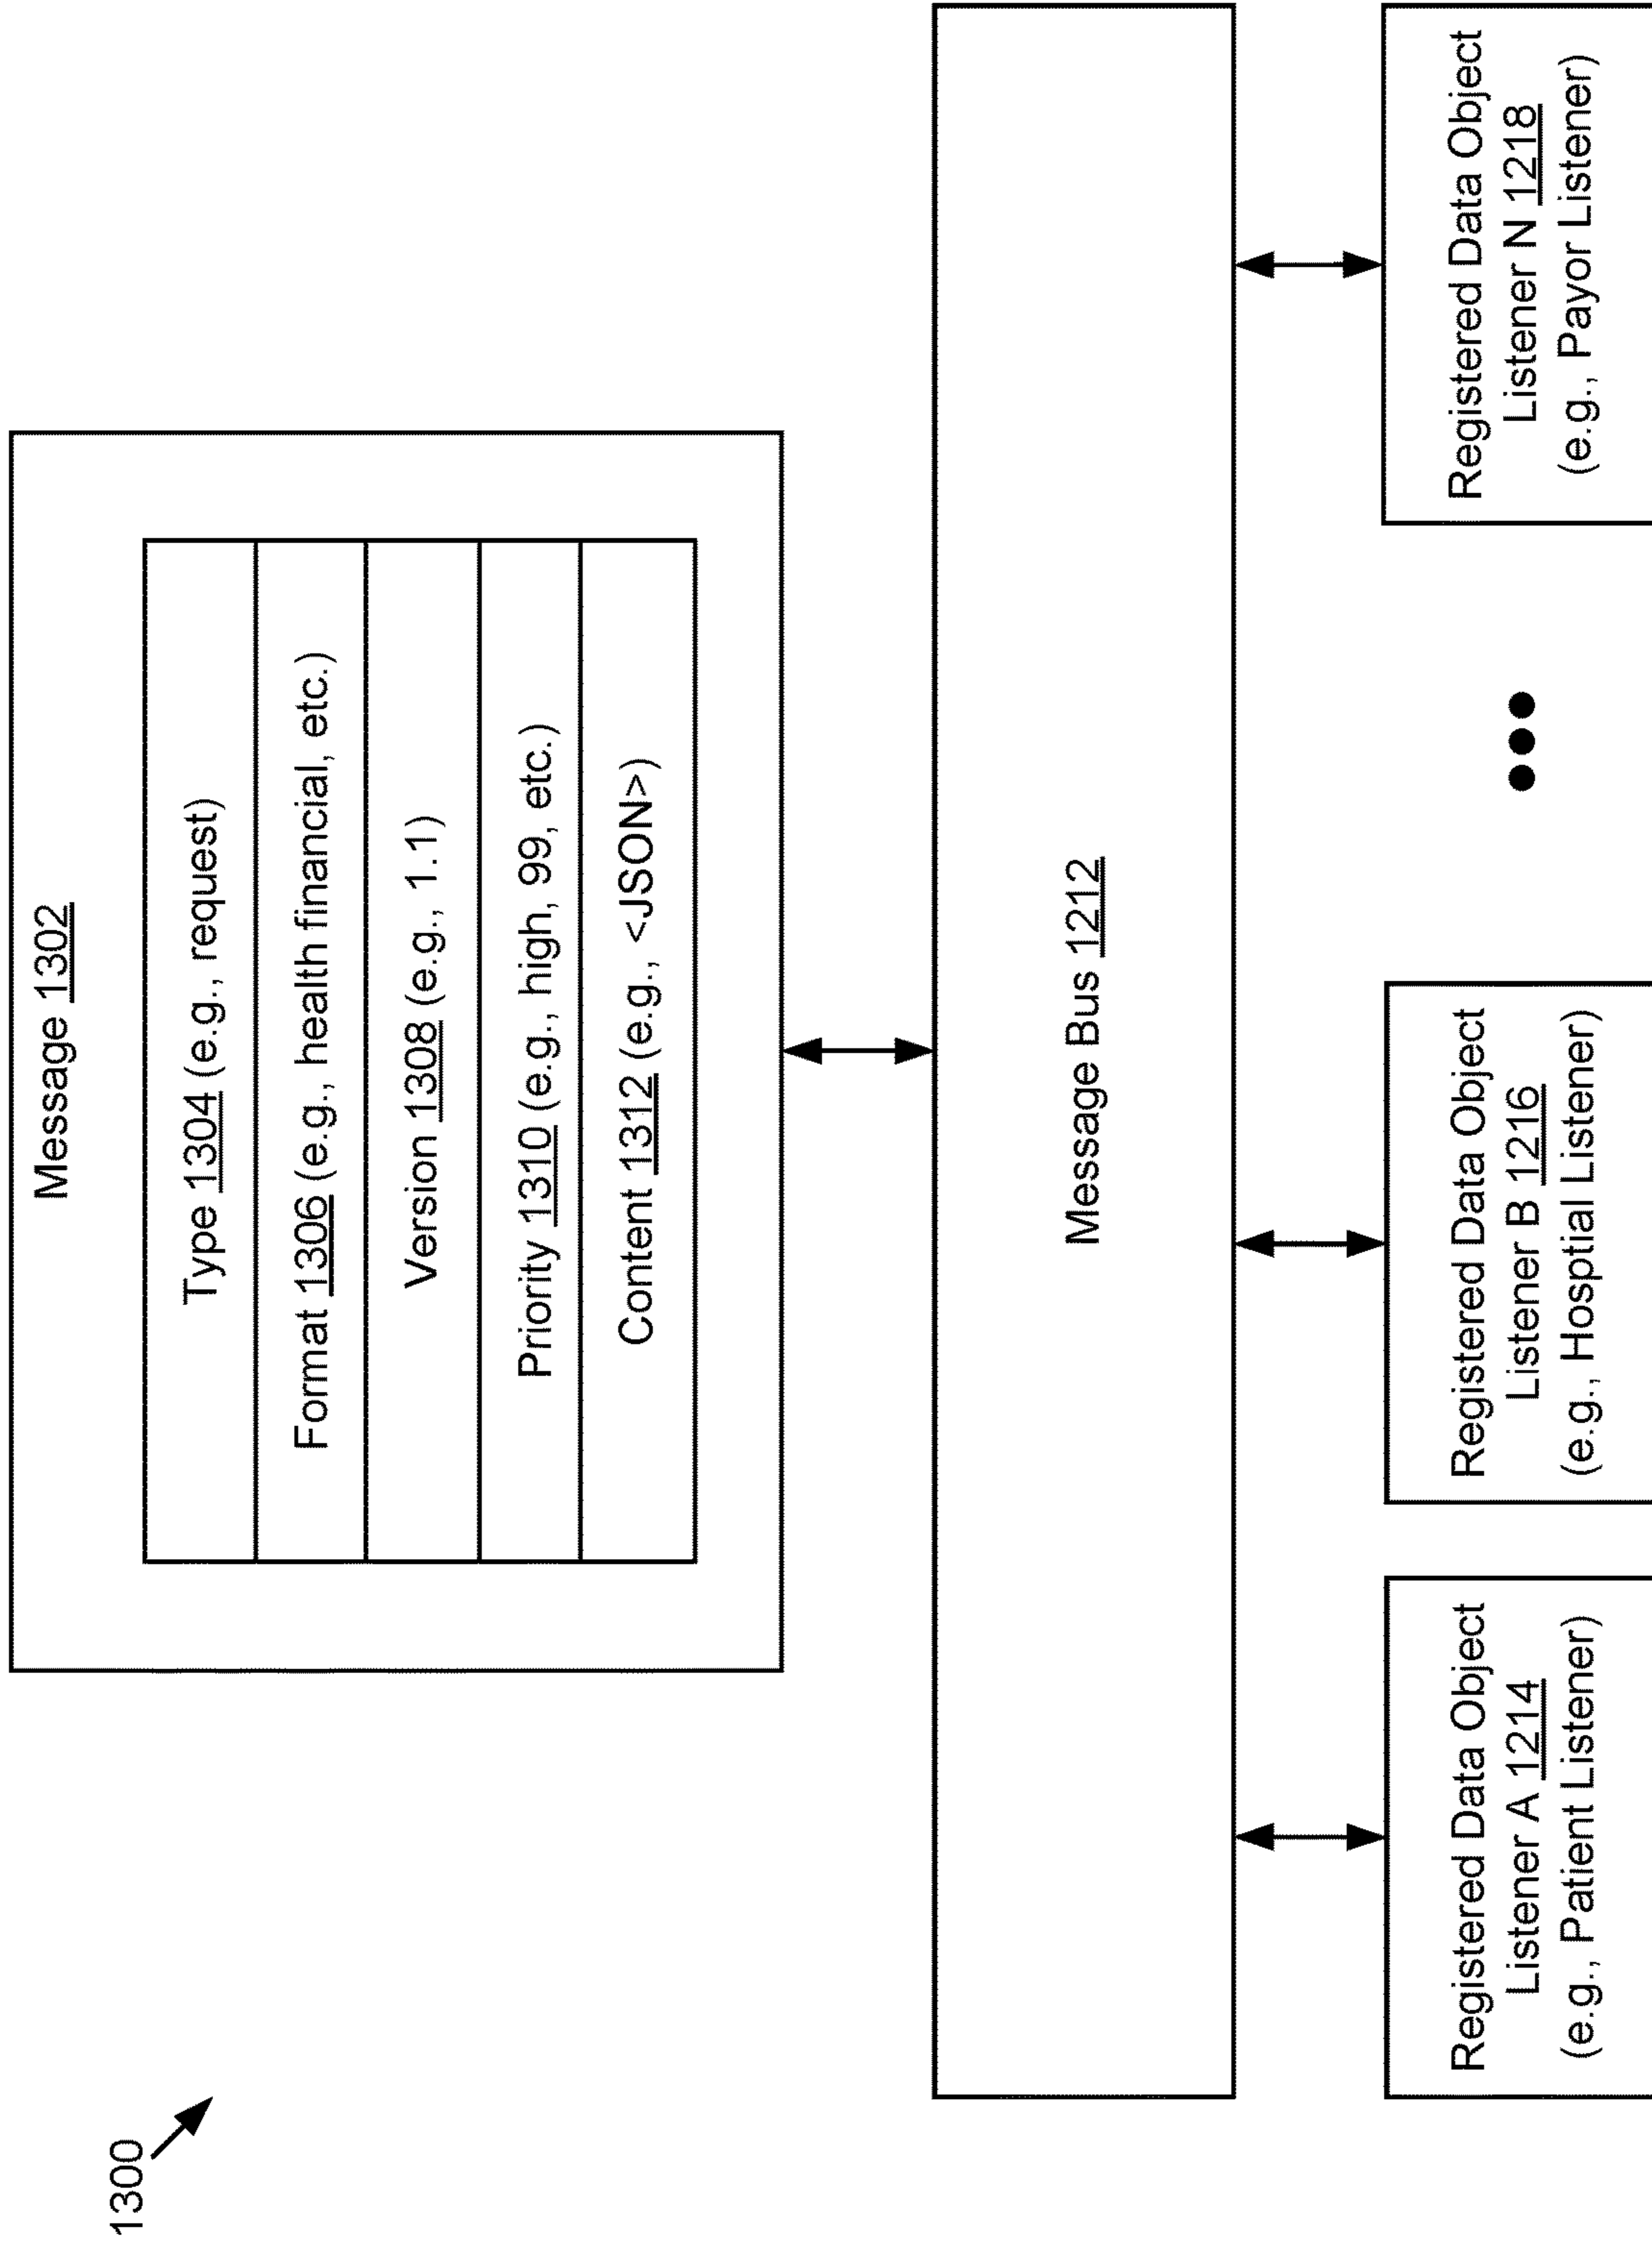 1300
Message 1302
Type 1304 (e.g., request)
Format 1306 (e.g., health financial, etc.)
Version 1308 (e.g., 1.1)
Priority 1310 (e.g., high, 99, etc.)
Content 1312 (e.g., <JSON>)
Message Bus 1212
Registered Data Object
Listener A 1214
(e.g., Patient Listener)
Registered Data Object
Listener B 1216
(e.g., Hosptial Listener)
Registered Data Object
Listener N 1218
(e.g., Payor Listener)